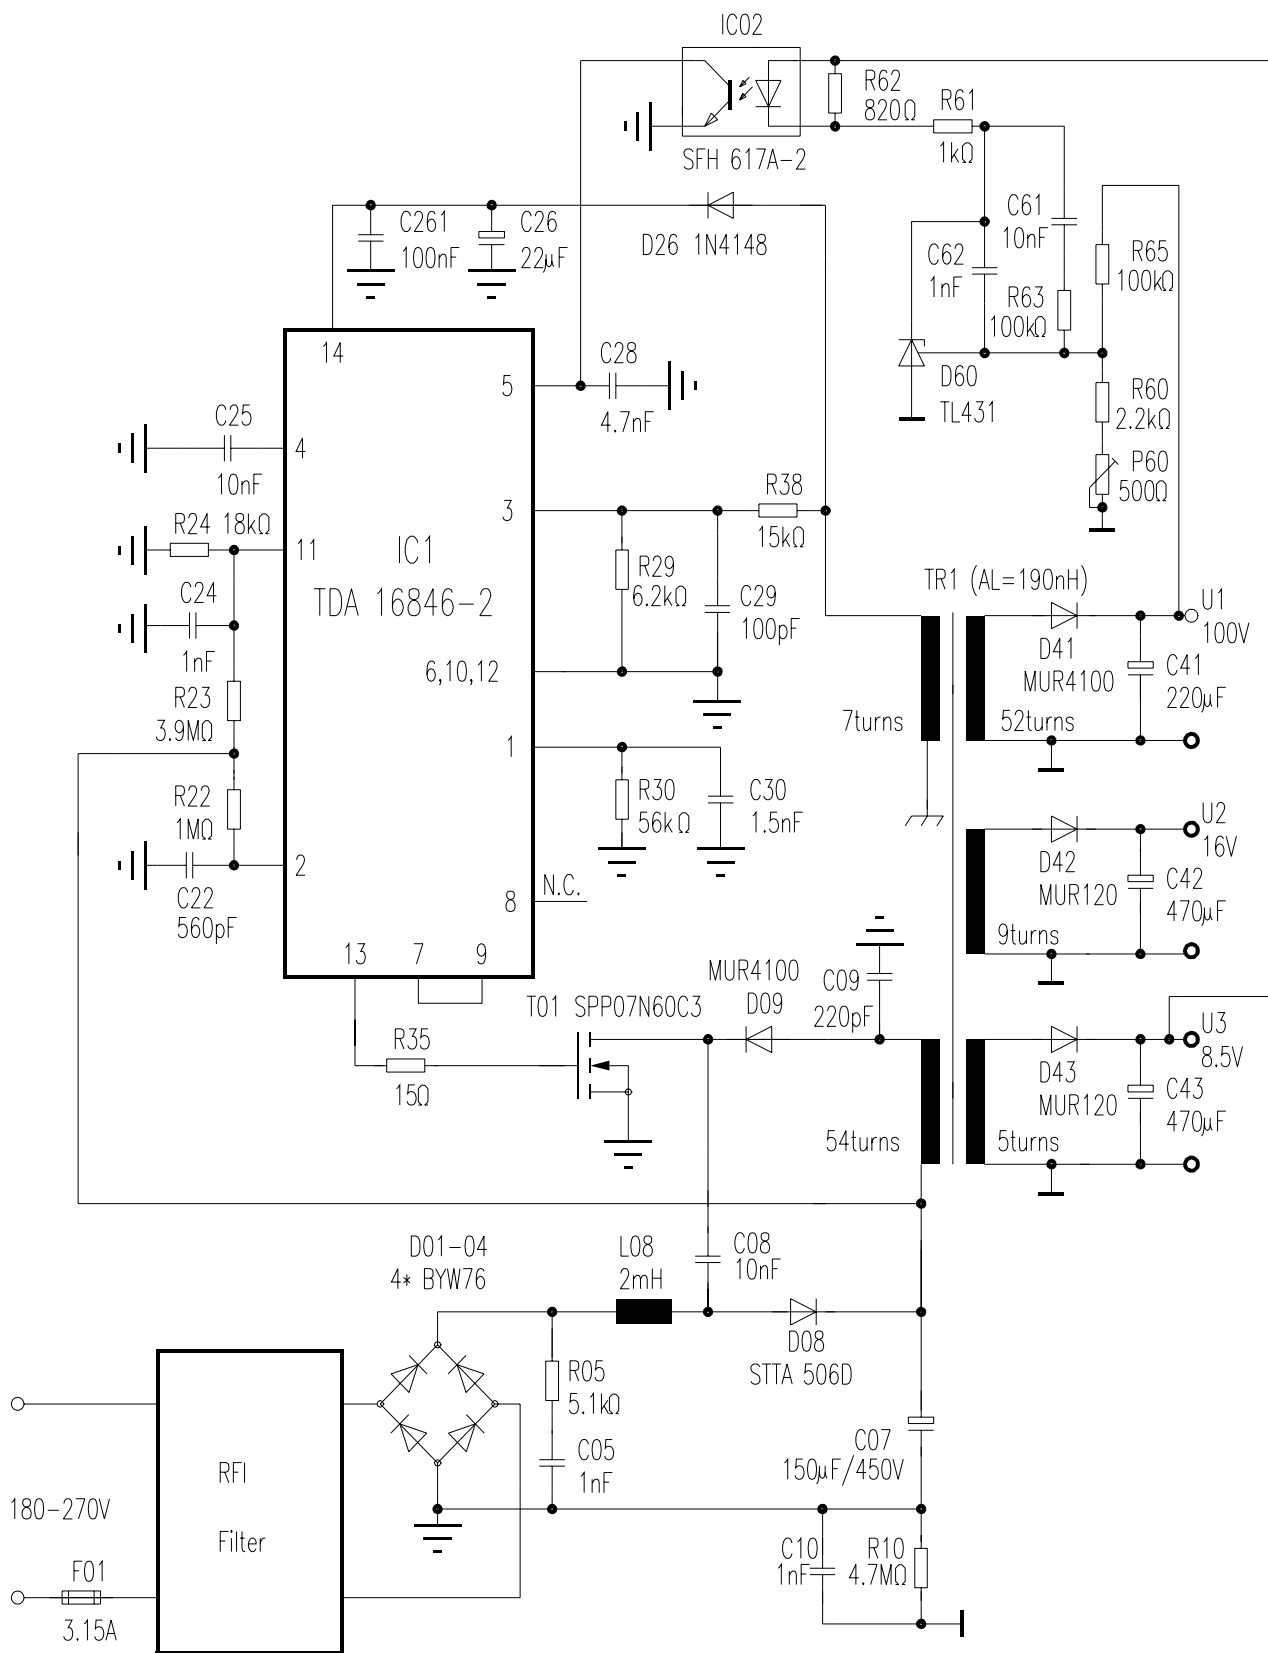 IC02
SFH 617A-2
R62
820Ω
R61
1kΩ
C261
100nF
C26
22µF
D26 1N4148
C61
10nF
C62
1nF
R63
100kΩ
R65
100kΩ
D60
TL431
R60
2.2kΩ
P60
500Ω
14
5
C28
4.7nF
C25
10nF
4
R24 18kΩ
11
3
R38
15kΩ
IC1
TDA 16846-2
R29
6.2kΩ
C29
100pF
C24
1nF
6,10,12
R23
3.9MΩ
1
R30
56kΩ
C30
1.5nF
R22
1MΩ
2
C22
560pF
8
N.C.
13
7
9
TR1 (AL=190nH)
U1
100V
D41
MUR4100
C41
220µF
7turns
52turns
U2
16V
D42
MUR120
C42
470µF
9turns
MUR4100
D09
C09
220pF
T01 SPP07N60C3
R35
15Ω
U3
8.5V
D43
MUR120
C43
470µF
54turns
5turns
D01-04
4* BYW76
L08
2mH
C08
10nF
D08
STTA 506D
R05
5.1kΩ
C05
1nF
C07
150µF/450V
RFI
Filter
180-270V
F01
3.15A
C10
1nF
R10
4.7MΩ